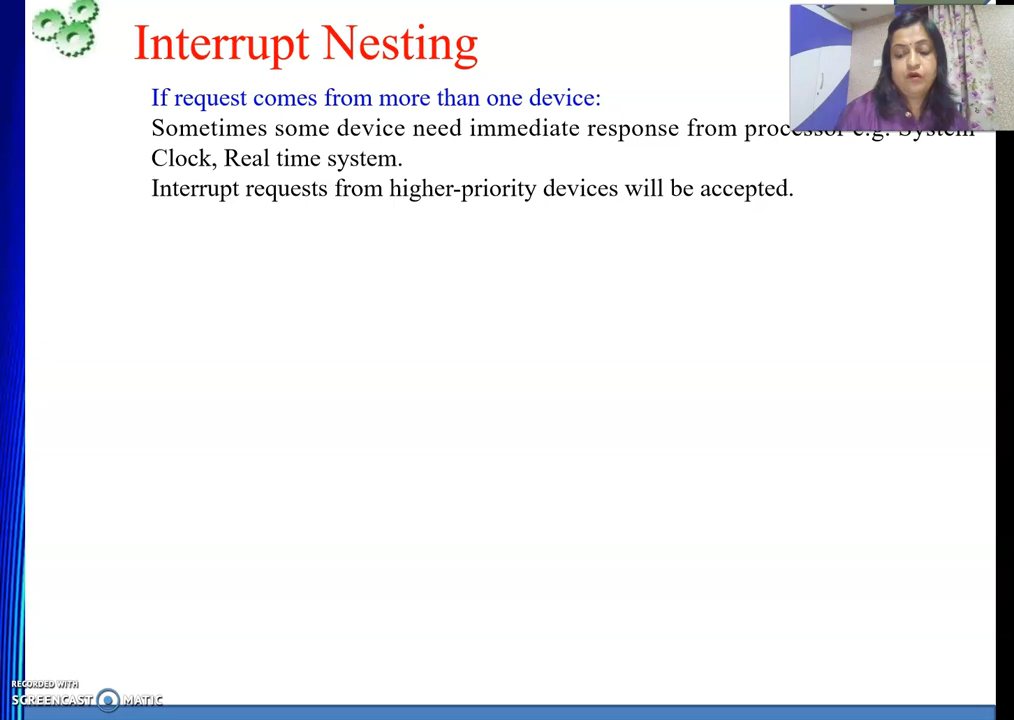 Interrupt Nesting
If request comes from more than one device:
Sometimes some device need immediate response from processor e.g. System
Clock, Real time system.
Interrupt requests from higher-priority devices will be accepted.
RECORDED WITH
SCREENCAST MATIC